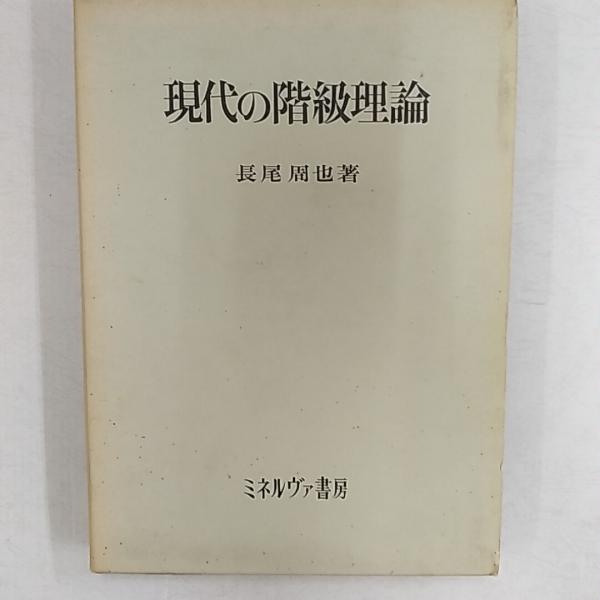 現代の階級理論
長尾周也著
ミネルヴァ書房